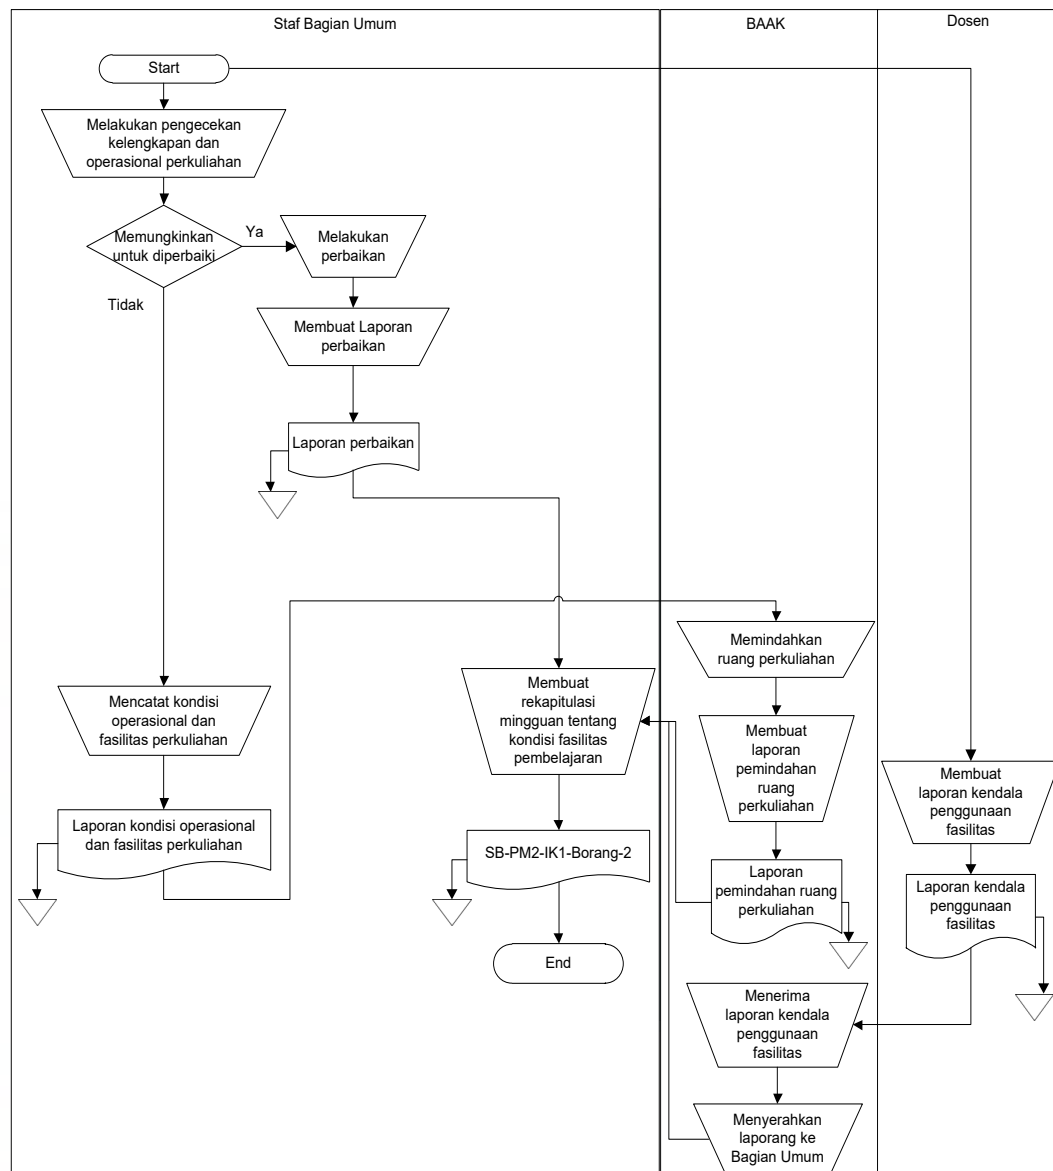 Staf Bagian Umum
BAAK
Dosen
Start
Melakukan pengecekan
kelengkapan dan
operasional perkuliahan
Memungkinkan
untuk diperbaiki
Ya
Tidak
Melakukan
perbaikan
Membuat Laporan
perbaikan
Laporan perbaikan
Mencatat kondisi
operasional dan
fasilitas perkuliahan
Laporan kondisi operasional
dan fasilitas perkuliahan
Membuat
rekapitulasi
mingguan tentang
kondisi fasilitas
pembelajaran
SB-PM2-IK1-Borang-2
End
Memindahkan
ruang perkuliahan
Membuat
laporan
pemindahan
ruang
perkuliahan
Laporan
pemindahan ruang
perkuliahan
Menerima
laporan kendala
penggunaan
fasilitas
Menyerahkan
laporang ke
Bagian Umum
Membuat
laporan kendala
penggunaan
fasilitas
Laporan kendala
penggunaan
fasilitas